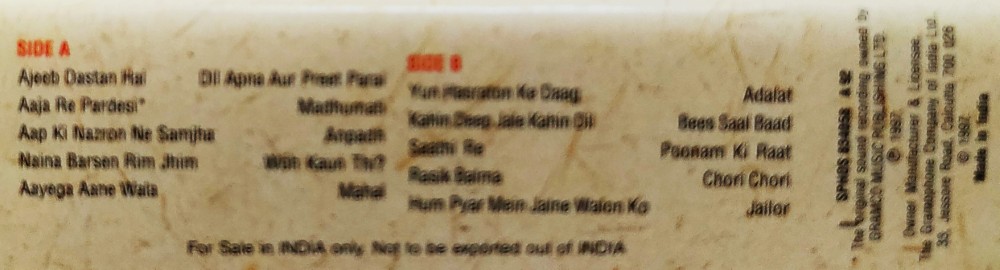 SIDE A
Ajeeb Dastan Hai Dil Apna Aur Preet Parai
Aaja Re Pardesi* Madhumati
Aap Ki Nazron Ne Samjha Anpadh
Naina Barsen Rim Jhim Woh Kaun Thi?
Aayega Aane Wala Mahal
SIDE B
Yun Hasraton Ke Daag Adalat
Kahin Deep Jale Kahin Dil Bees Saal Baad
Saathi Re Poonam Ki Raat
Rasik Balma Chori Chori
Hum Pyar Mein Jalne Walon Ko Jailor
For Sale in INDIA only. Not to be exported out of INDIA
A 92
The original sound recording owned by
GRAMCO MUSIC PUBLISHING LTD.
℗ 1997
Owner Manufacturer & Licensee,
The Gramophone Company of India Ltd.
33, Jessore Road, Calcutta 700 028
© 1997
Made in India